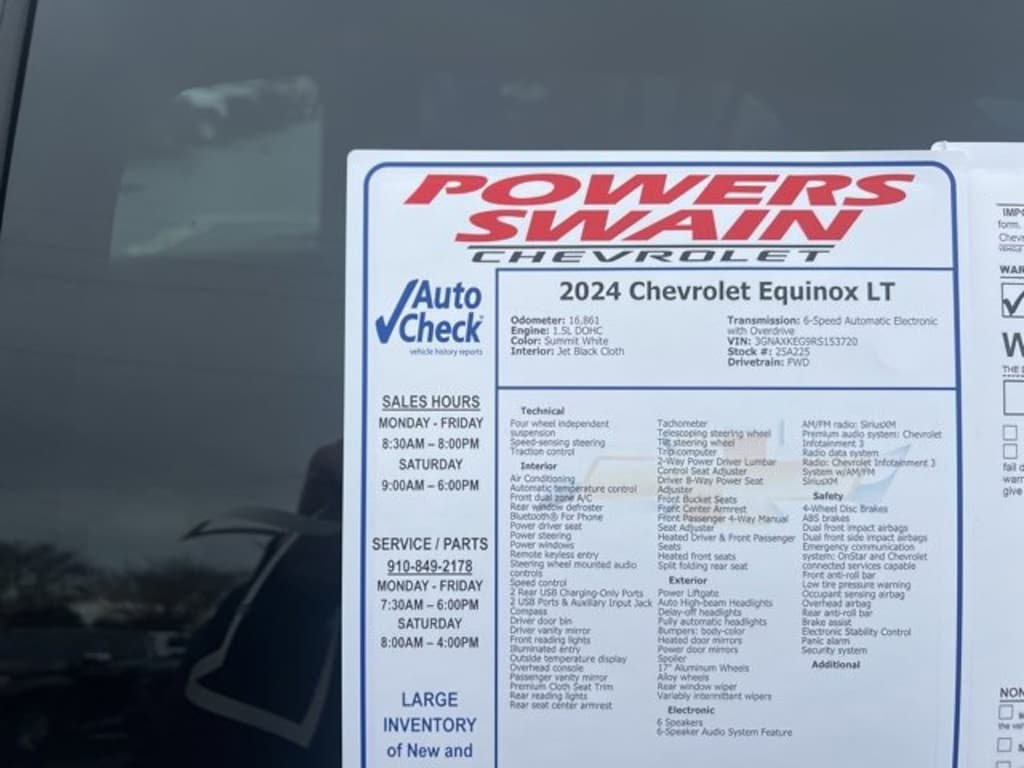 POWERS
SWAIN
CHEVROLET
Auto
Check
vehicle history reports
2024 Chevrolet Equinox LT
Odometer: 16,861
Engine: 1.5L DOHC
Color: Summit White
Interior: Jet Black Cloth
Transmission: 6-Speed Automatic Electronic
with Overdrive
VIN: 3GNAXKEG9RS153720
Stock #: 25A225
Drivetrain: FWD
SALES HOURS
MONDAY - FRIDAY
8:30AM – 8:00PM
SATURDAY
9:00AM – 6:00PM
SERVICE / PARTS
910-849-2178
MONDAY - FRIDAY
7:30AM – 6:00PM
SATURDAY
8:00AM – 4:00PM
LARGE
INVENTORY
of New and
Technical
Four wheel independent
suspension
Speed-sensing steering
Traction control
Interior
Air Conditioning
Automatic temperature control
Front dual zone A/C
Rear window defroster
Bluetooth® For Phone
Power driver seat
Power steering
Power windows
Remote keyless entry
Steering wheel mounted audio
controls
Speed control
2 Rear USB Charging-Only Ports
2 USB Ports & Auxiliary Input Jack
Compass
Driver door bin
Driver vanity mirror
Front reading lights
Illuminated entry
Outside temperature display
Overhead console
Passenger vanity mirror
Premium Cloth Seat Trim
Rear reading lights
Rear seat center armrest
Tachometer
Telescoping steering wheel
Tilt steering wheel
Trip computer
2-Way Power Driver Lumbar
Control Seat Adjuster
Driver 8-Way Power Seat
Adjuster
Front Bucket Seats
Front Center Armrest
Front Passenger 4-Way Manual
Seat Adjuster
Heated Driver & Front Passenger
Seats
Heated front seats
Split folding rear seat
Exterior
Power Liftgate
Auto High-beam Headlights
Delay-off headlights
Fully automatic headlights
Bumpers: body-color
Heated door mirrors
Power door mirrors
Spoiler
17" Aluminum Wheels
Alloy wheels
Rear window wiper
Variably intermittent wipers
Electronic
6 Speakers
6-Speaker Audio System Feature
AM/FM radio: SiriusXM
Premium audio system: Chevrolet
Infotainment 3
Radio data system
Radio: Chevrolet Infotainment 3
System w/AM/FM
SiriusXM
Safety
4-Wheel Disc Brakes
ABS brakes
Dual front impact airbags
Dual front side impact airbags
Emergency communication
system: OnStar and Chevrolet
connected services capable
Front anti-roll bar
Low tire pressure warning
Occupant sensing airbag
Overhead airbag
Rear anti-roll bar
Brake assist
Electronic Stability Control
Panic alarm
Security system
Additional
form.
THE
give
NON